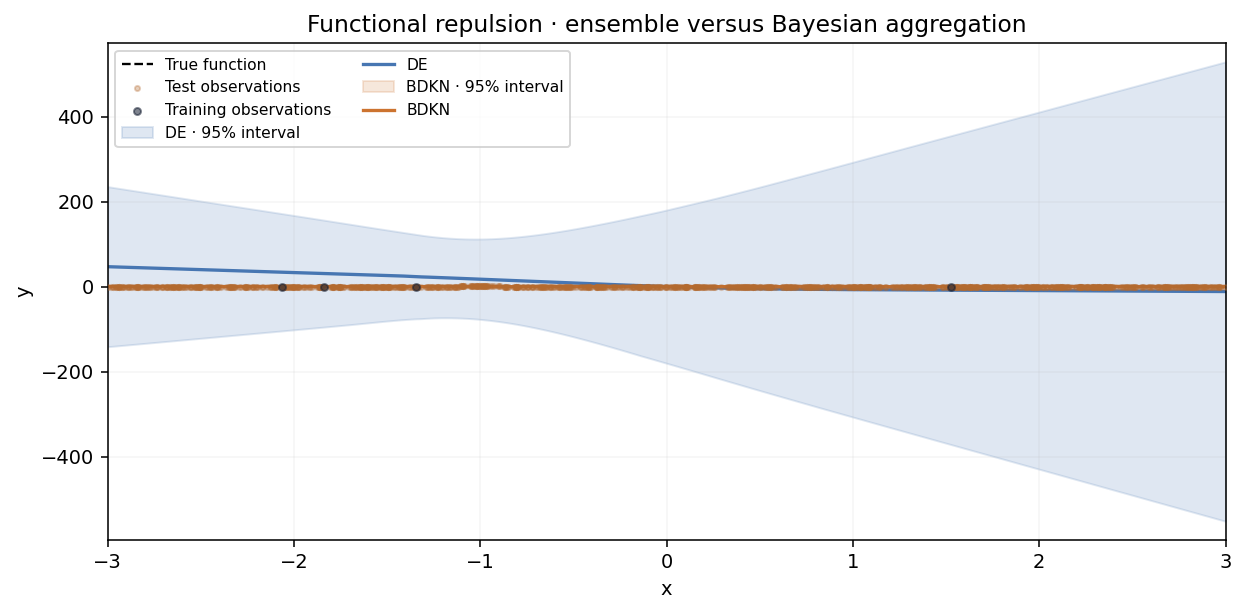 Functional repulsion · ensemble versus Bayesian aggregation
True function
Test observations
Training observations
DE · 95% interval
DE
BDKN · 95% interval
BDKN
400
200
0
−200
−400
y
−3
−2
−1
0
1
2
3
x